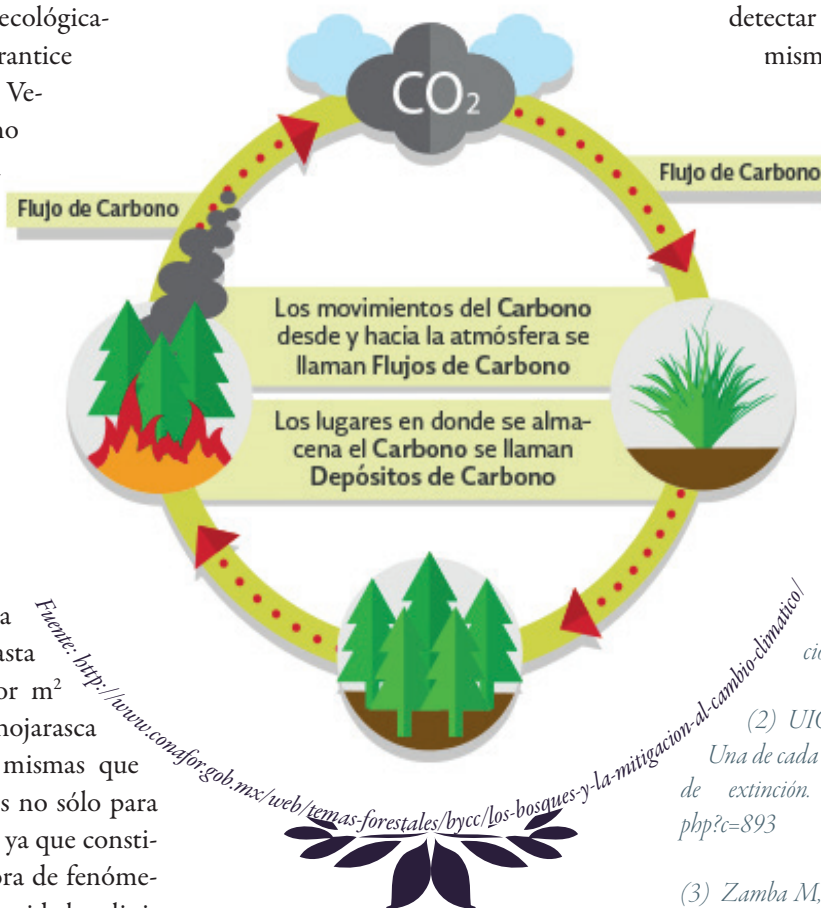 ecológica-
rantice
Ve-
no
CO₂
detectar
mism
Flujo de Carbono
Flujo de Carbono
Los movimientos del Carbono
desde y hacia la atmósfera se
llaman Flujos de Carbono
Los lugares en donde se alma-
cena el Carbono se llaman
Depósitos de Carbono
a
asta
or m²
hojarasca
mismas que
s no sólo para
ya que consti-
ora de fenóme-
Fuente: http://www.conafor.gob.mx/web/temas-forestales/bycc/los-bosques-y-la-mitigacion-al-cambio-climatico/
cio
(2) UIC
Una de cada
de extinción.
php?c=893
(3) Zamba M,